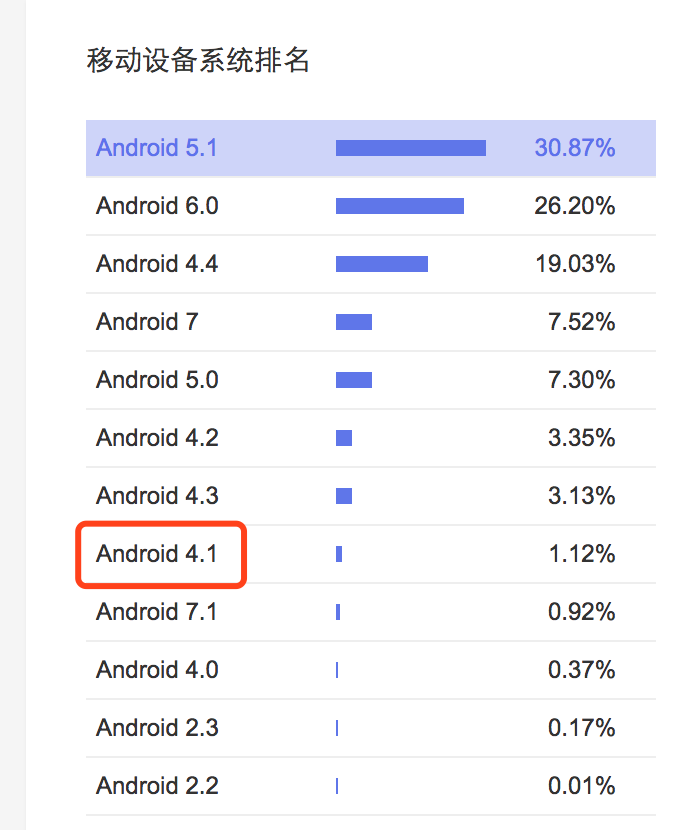 移动设备系统排名
Android 5.1 30.87%
Android 6.0 26.20%
Android 4.4 19.03%
Android 7 7.52%
Android 5.0 7.30%
Android 4.2 3.35%
Android 4.3 3.13%
Android 4.1 1.12%
Android 7.1 0.92%
Android 4.0 0.37%
Android 2.3 0.17%
Android 2.2 0.01%